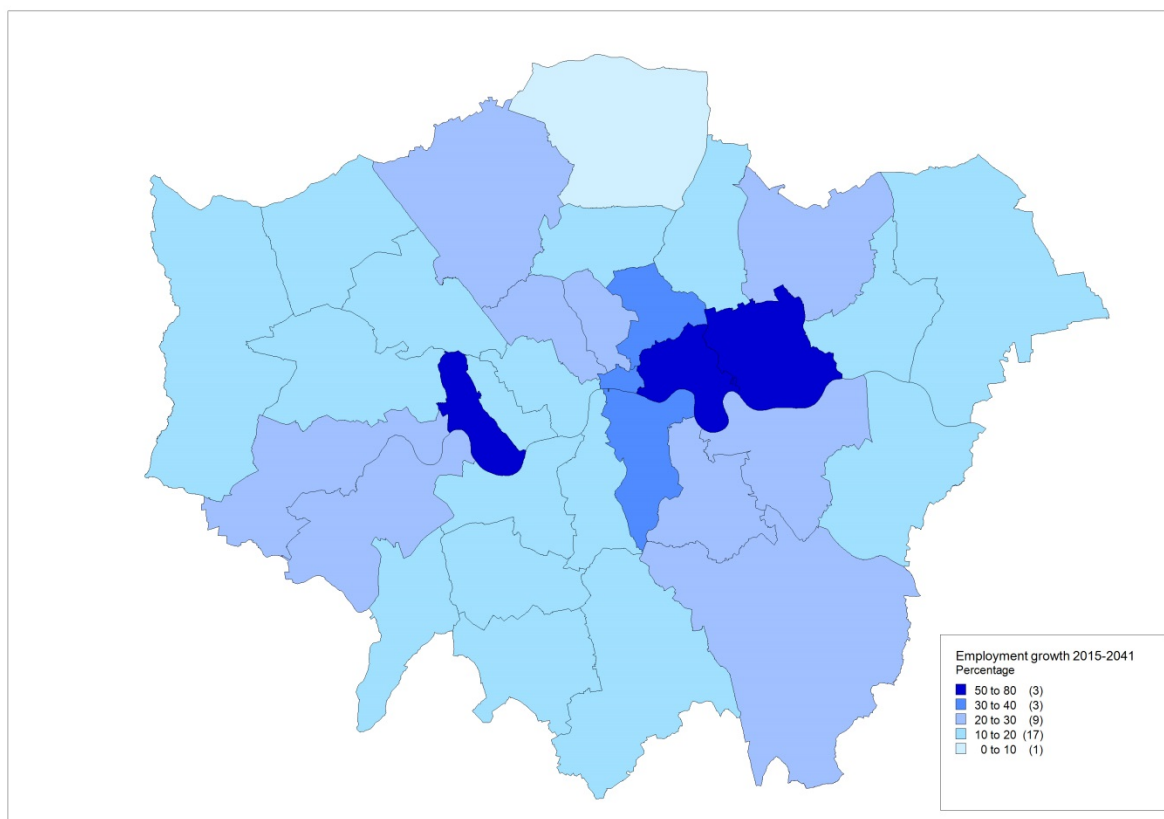 Employment growth 2015-2041
Percentage
50 to 80 (3)
30 to 40 (3)
20 to 30 (9)
10 to 20 (17)
0 to 10 (1)